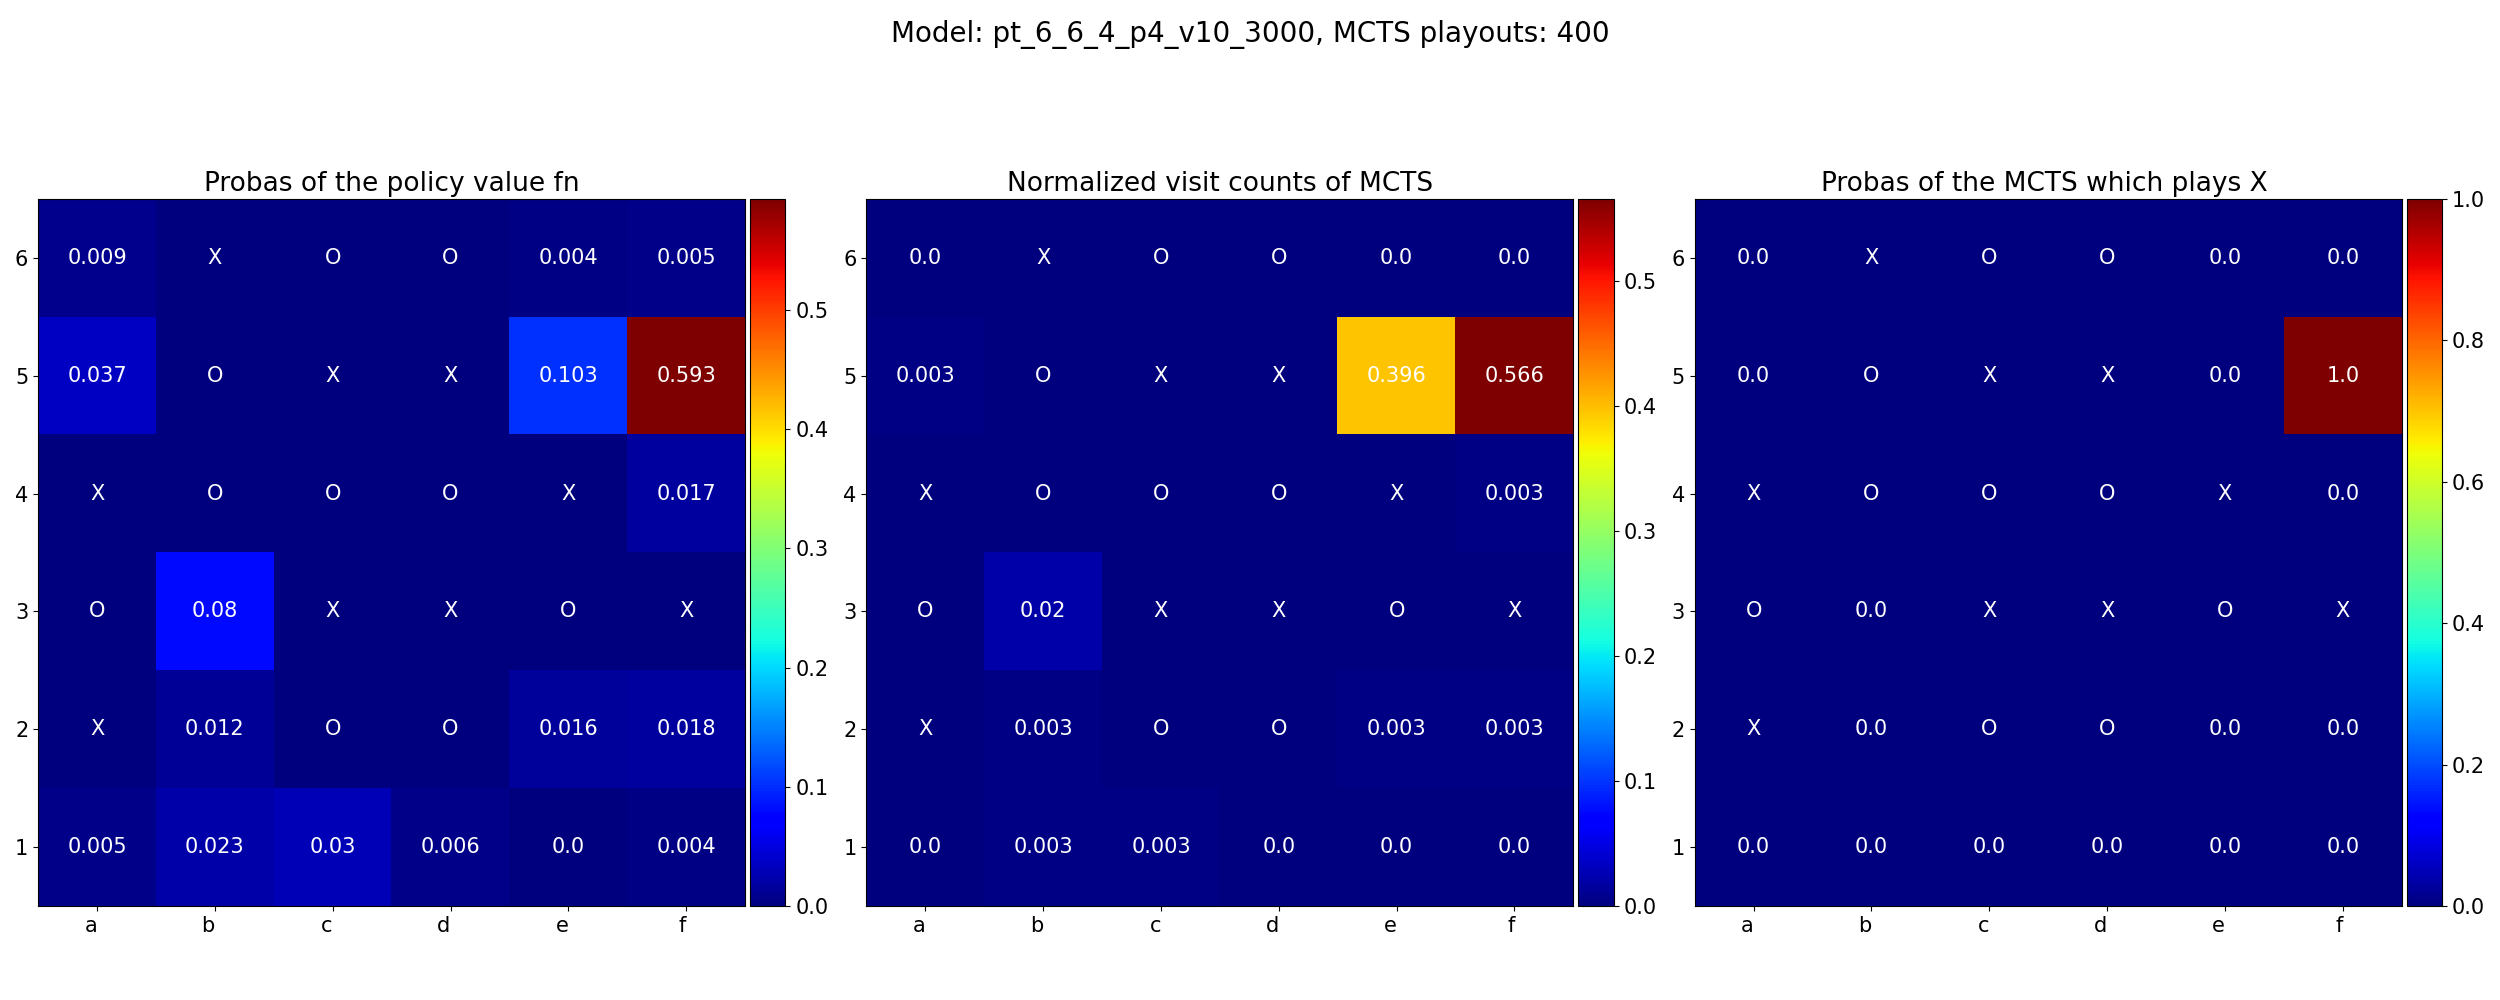 Model: pt_6_6_4_p4_v10_3000, MCTS playouts: 400
Probas of the policy value fn
6 0.009 X O O 0.004 0.005
5 0.037 O X X 0.103 0.593
4 X O O O X 0.017
3 O 0.08 X X O X
2 X 0.012 O O 0.016 0.018
1 0.005 0.023 0.03 0.006 0.0 0.004
a b c d e f
0.5
0.4
0.3
0.2
0.1
0.0
Normalized visit counts of MCTS
6 0.0 X O O 0.0 0.0
5 0.003 O X X 0.396 0.566
4 X O O O X 0.003
3 O 0.02 X X O X
2 X 0.003 O O 0.003 0.003
1 0.0 0.003 0.003 0.0 0.0 0.0
a b c d e f
0.5
0.4
0.3
0.2
0.1
0.0
Probas of the MCTS which plays X
6 0.0 X O O 0.0 0.0
5 0.0 O X X 0.0 1.0
4 X O O O X 0.0
3 O 0.0 X X O X
2 X 0.0 O O 0.0 0.0
1 0.0 0.0 0.0 0.0 0.0 0.0
a b c d e f
1.0
0.8
0.6
0.4
0.2
0.0